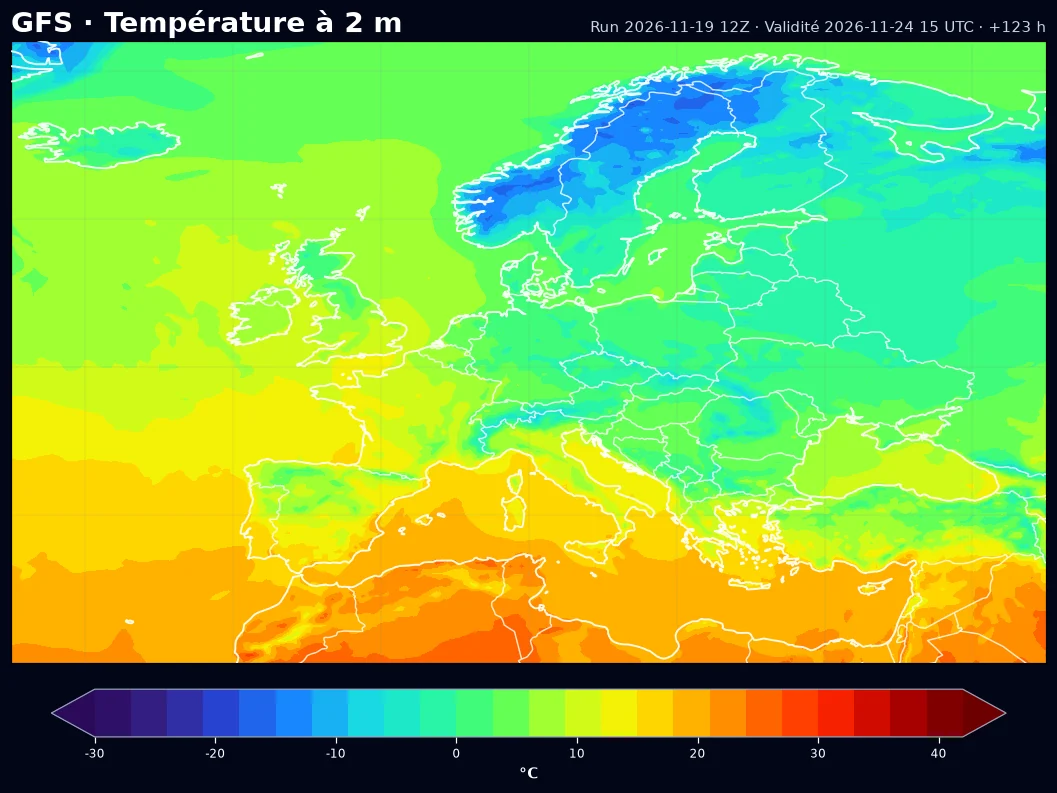 GFS · Température à 2 m
Run 2026-11-19 12Z · Validité 2026-11-24 15 UTC · +123 h
-30 -20 -10 0 10 20 30 40
°C